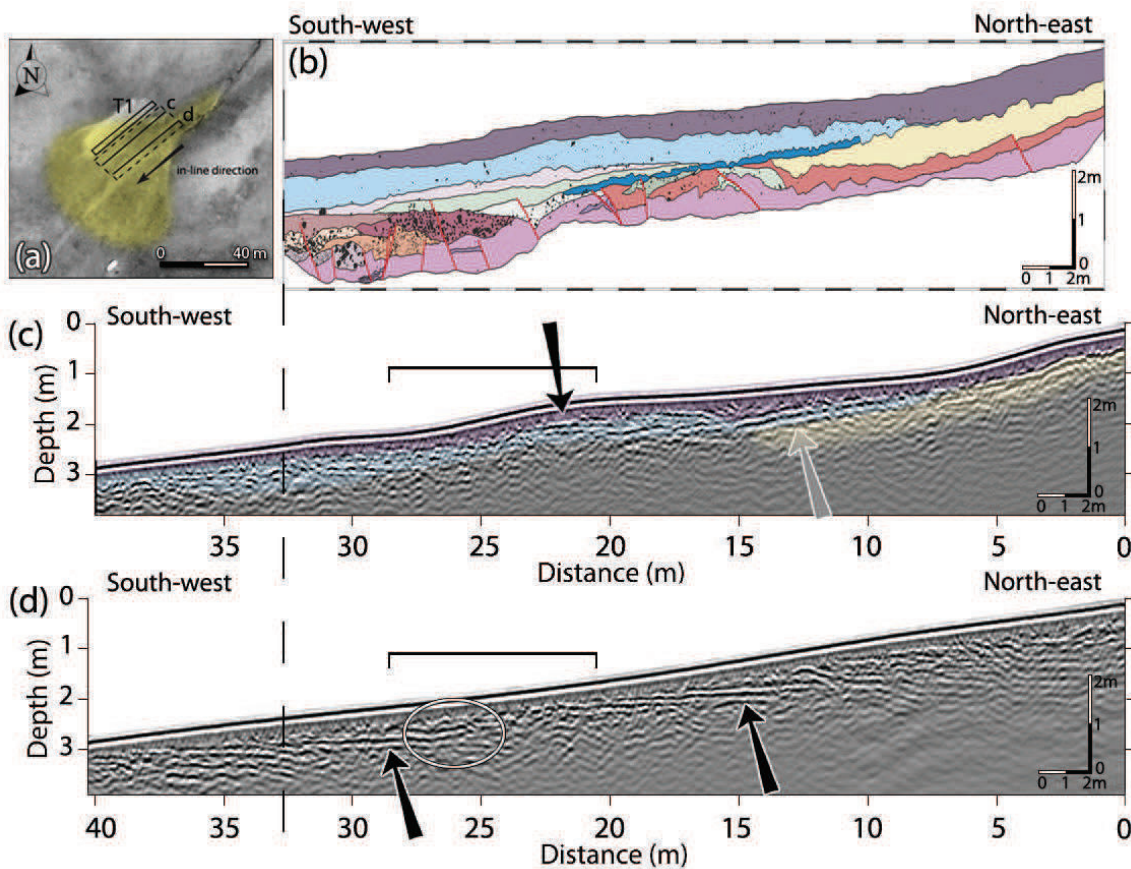 South-west North-east
(a)
N
T1 c d
in-line direction
0 40 m
(b)
2m
1
0
0 1 2m
(c)
South-west North-east
Depth (m)
0
1
2
3
2m
1
0
0 1 2m
35 30 25 20 15 10 5 0
Distance (m)
(d)
South-west North-east
Depth (m)
0
1
2
3
2m
1
0
0 1 2m
40 35 30 25 20 15 10 5 0
Distance (m)